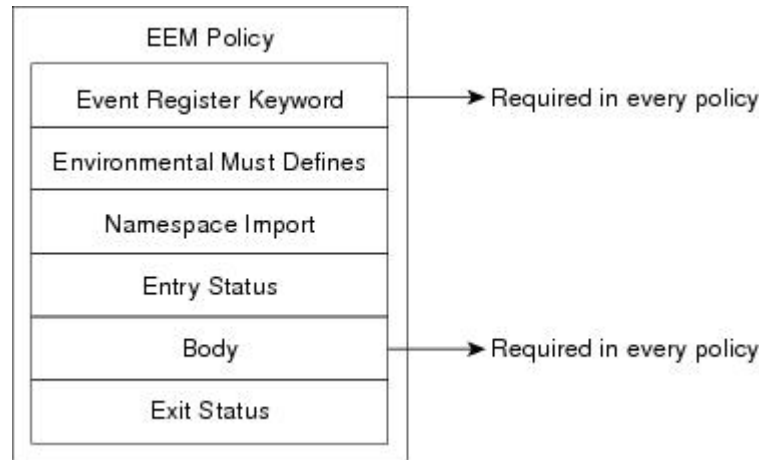 EEM Policy
Event Register Keyword
Required in every policy
Environmental Must Defines
Namespace Import
Entry Status
Body
Required in every policy
Exit Status